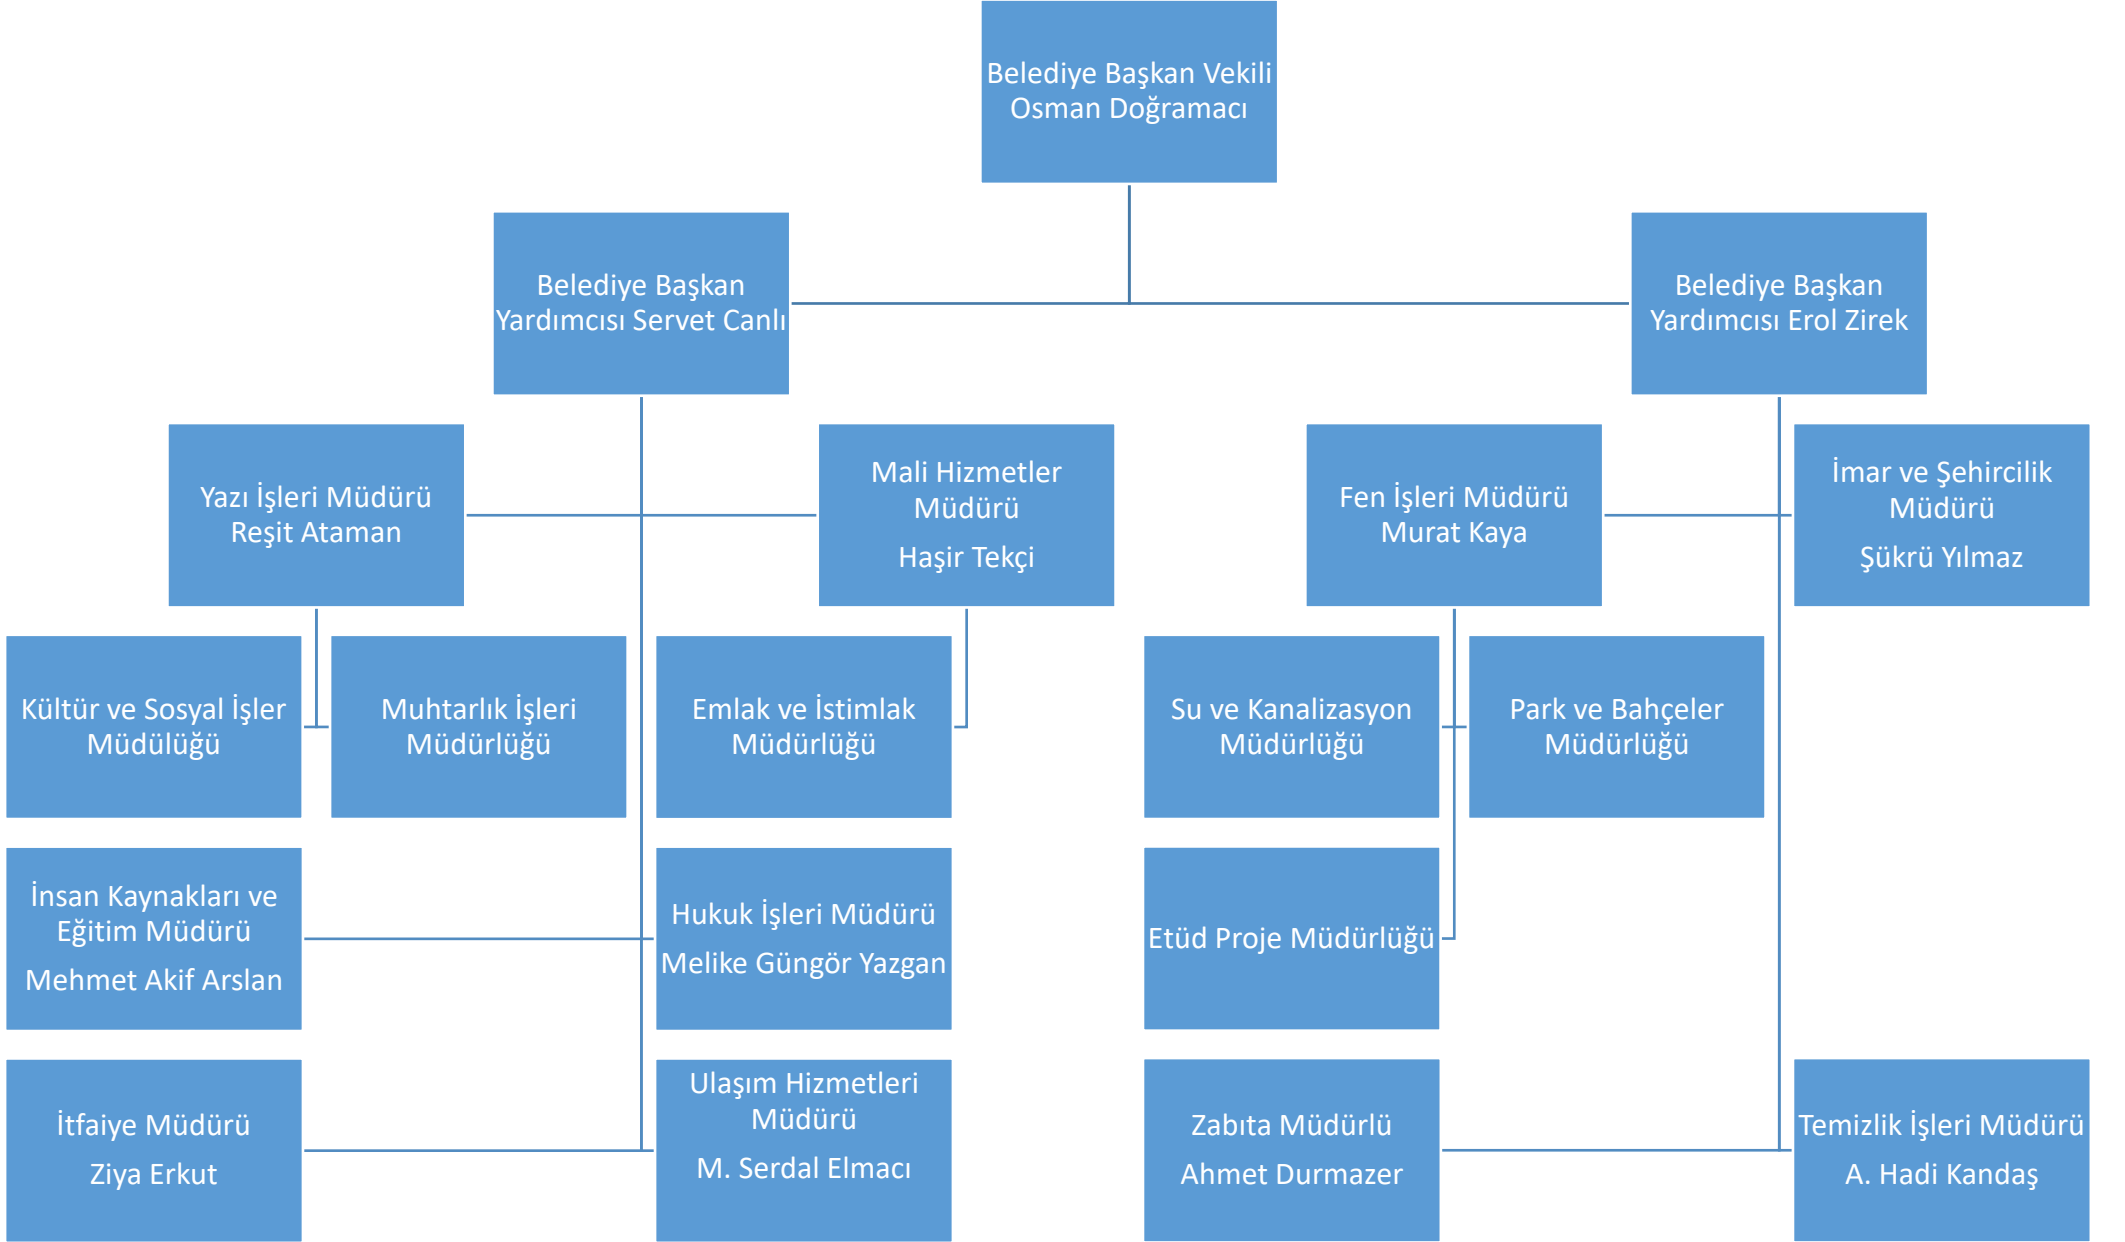 Belediye Başkan Vekili
Osman Doğramacı
Belediye Başkan
Yardımcısı Servet Canlı
Belediye Başkan
Yardımcısı Erol Zirek
Yazı İşleri Müdürü
Reşit Ataman
Mali Hizmetler
Müdürü
Haşir Tekçi
Fen İşleri Müdürü
Murat Kaya
İmar ve Şehircilik
Müdürü
Şükrü Yılmaz
Kültür ve Sosyal İşler
Müdülüğü
Muhtarlık İşleri
Müdürlüğü
Emlak ve İstimlak
Müdürlüğü
Su ve Kanalizasyon
Müdürlüğü
Park ve Bahçeler
Müdürlüğü
İnsan Kaynakları ve
Eğitim Müdürü
Mehmet Akif Arslan
Hukuk İşleri Müdürü
Melike Güngör Yazgan
Etüd Proje Müdürlüğü
İtfaiye Müdürü
Ziya Erkut
Ulaşım Hizmetleri
Müdürü
M. Serdal Elmacı
Zabıta Müdürlü
Ahmet Durmazer
Temizlik İşleri Müdürü
A. Hadi Kandaş